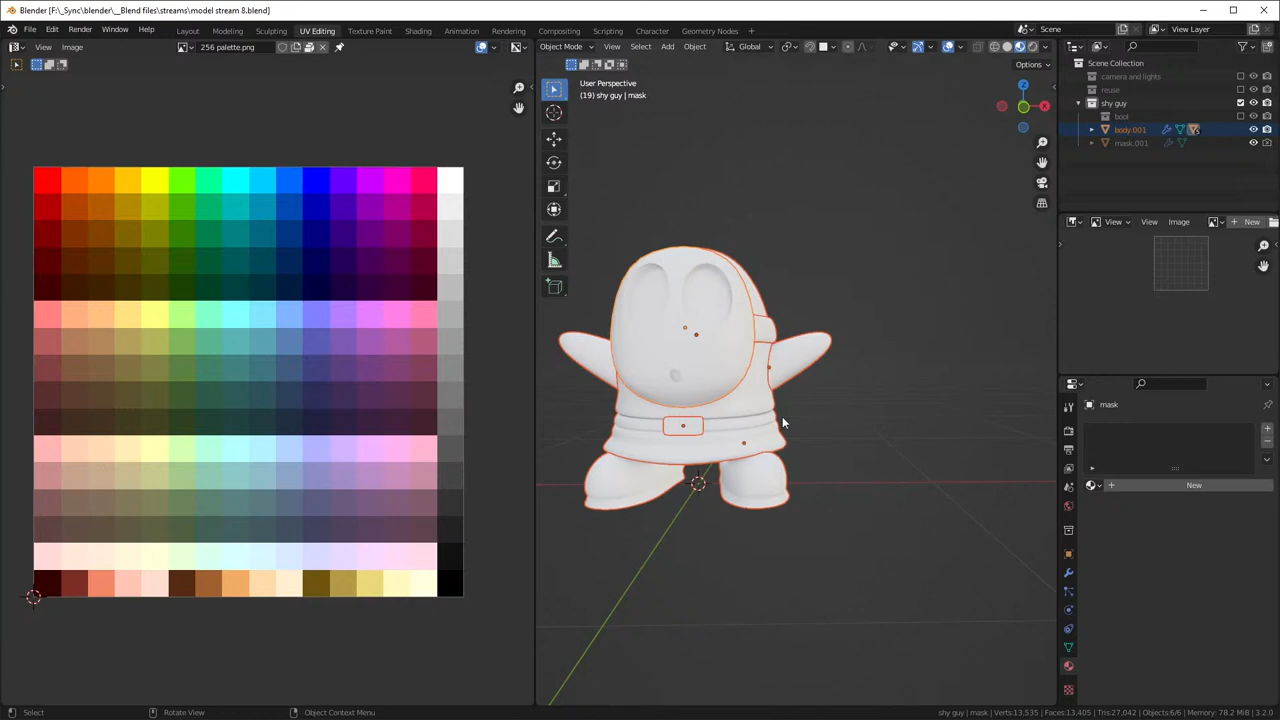 Blender [F:\_Sync\blender\__Blend files\streams\model stream 8.blend]
File Edit Render Window Help
Layout Modeling Sculpting UV Editing Texture Paint Shading Animation Rendering Compositing Scripting Geometry Nodes +
Scene
View Layer
View Image
256 palette.png
Object Mode View Select Add Object
Global
Options
User Perspective
(19) shy guy | mask
Z
X
Scene Collection
camera and lights
reuse
shy guy
bool
body.001
mask.001
View View Image
+ New
mask
+ New
Select
Rotate View
Object Context Menu
shy guy | mask | Verts:13,535 | Faces:13,405 | Tris:27,042 | Objects:6/6 | Memory: 78.2 MiB | 3.2.0